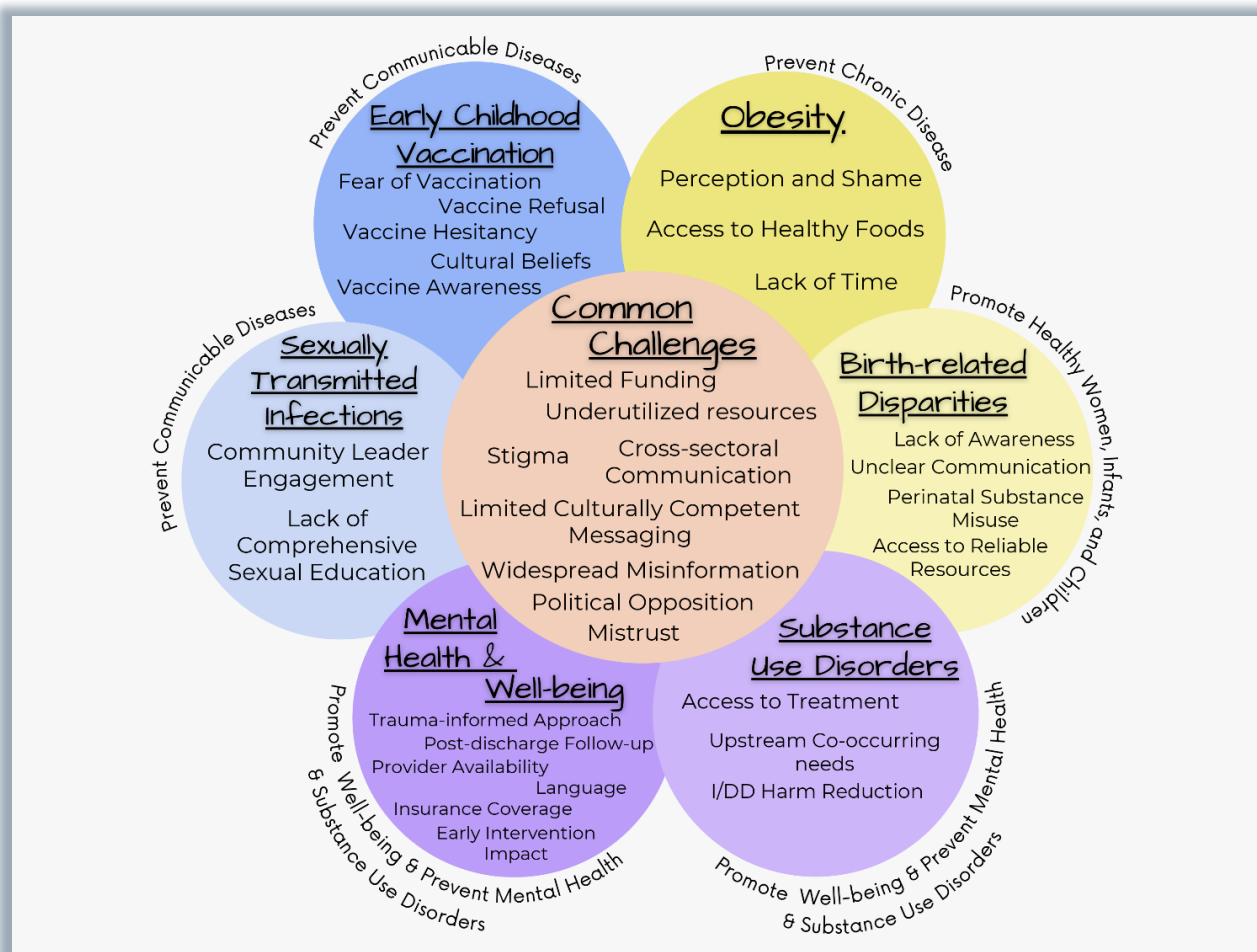 Prevent Communicable Diseases
Early Childhood
Vaccination
Fear of Vaccination
Vaccine Refusal
Vaccine Hesitancy
Cultural Beliefs
Vaccine Awareness
Prevent Chronic Disease
Obesity
Perception and Shame
Access to Healthy Foods
Lack of Time
Prevent Communicable Diseases
Sexually
Transmitted
Infections
Community Leader
Engagement
Lack of
Comprehensive
Sexual Education
Common
Challenges
Limited Funding
Underutilized resources
Stigma
Cross-sectoral
Communication
Limited Culturally Competent
Messaging
Widespread Misinformation
Political Opposition
Mistrust
Promote Healthy Women, Infants, and Children
Birth-related
Disparities
Lack of Awareness
Unclear Communication
Perinatal Substance
Misuse
Access to Reliable
Resources
Mental
Health &
Well-being
Trauma-informed Approach
Post-discharge Follow-up
Provider Availability
Language
Insurance Coverage
Early Intervention
Impact
Promote Well-being & Prevent Mental Health
& Substance Use Disorders
Substance
Use Disorders
Access to Treatment
Upstream Co-occurring
needs
I/DD Harm Reduction
Promote Well-being & Prevent Mental Health
& Substance Use Disorders